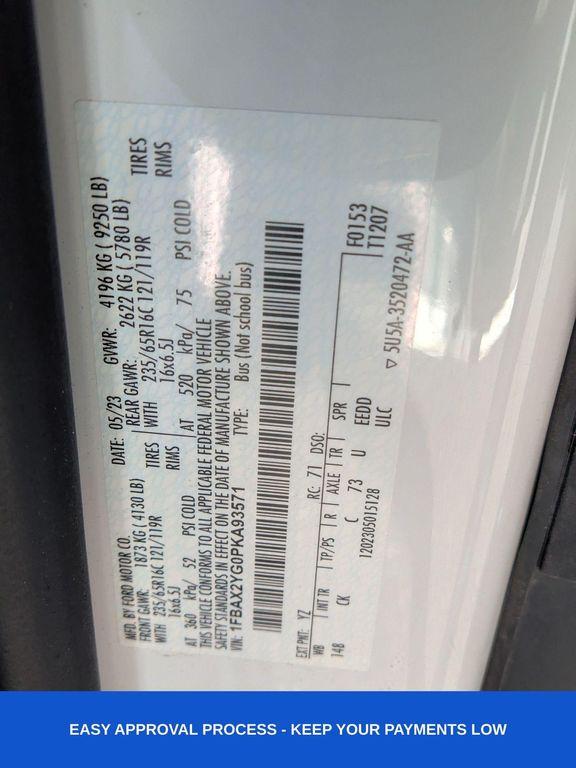 MFD. BY FORD MOTOR CO.
DATE: 05/23 GVWR: 4196 KG ( 9250 LB)
FRONT GAWR: 1873 KG ( 4130 LB) REAR GAWR: 2622 KG ( 5780 LB)
WITH 235/65R16C 121/119R TIRES WITH 235/65R16C 121/119R TIRES
16x6.5J RIMS 16x6.5J RIMS
AT 360 kPa/ 52 PSI COLD AT 520 kPa/ 75 PSI COLD
THIS VEHICLE CONFORMS TO ALL APPLICABLE FEDERAL MOTOR VEHICLE
SAFETY STANDARDS IN EFFECT ON THE DATE OF MANUFACTURE SHOWN ABOVE.
VIN: 1FBAX2YG0PKA93571 TYPE: Bus (Not school bus)
EXT PNT: YZ RC: 71 DSO: F0153
WB INT TR TP/PS R AXLE TR SPR T1207
148 CK C 73 U EEDD
1202305015128 ULC ▽ 5U5A-3520472-AA
EASY APPROVAL PROCESS - KEEP YOUR PAYMENTS LOW